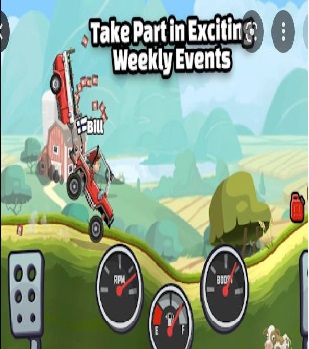 Take Part in Exciting
Weekly Events
BILL
RPM
BOOST
E F